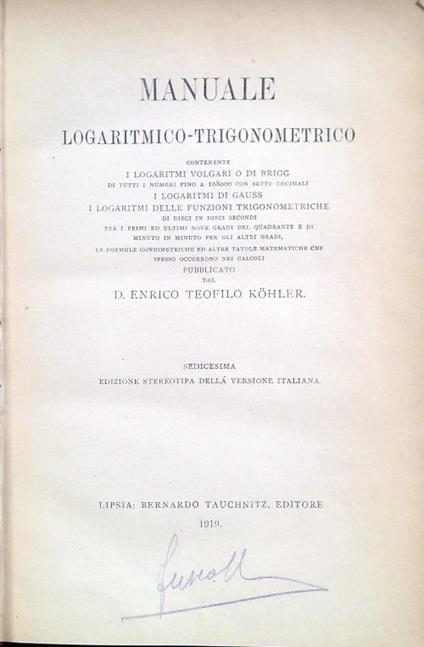 MANUALE
LOGARITMICO-TRIGONOMETRICO
CONTENENTE
I LOGARITMI VOLGARI O DI BRIGG
DI TUTTI I NUMERI FINO A 108000 CON SETTE DECIMALI
I LOGARITMI DI GAUSS
I LOGARITMI DELLE FUNZIONI TRIGONOMETRICHE
DI DIECI IN DIECI SECONDI
PER I PRIMI ED ULTIMI NOVE GRADI DEL QUADRANTE E DI
MINUTO IN MINUTO PER GLI ALTRI GRADI,
LE FORMULE GONIOMETRICHE ED ALTRE TAVOLE MATEMATICHE CHE
SPESSO OCCORRONO NEI CALCOLI
PUBBLICATO
DAL
D. ENRICO TEOFILO KÖHLER.
SEDICESIMA
EDIZIONE STEREOTIPA DELLA VERSIONE ITALIANA
LIPSIA: BERNARDO TAUCHNITZ, EDITORE
1919.